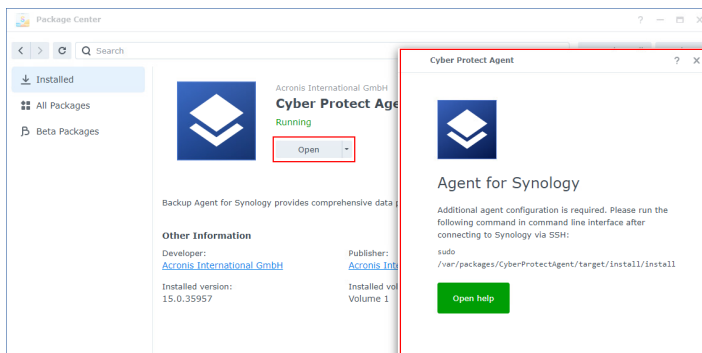 Package Center
Search
Installed
All Packages
Beta Packages
Acronis International GmbH
Cyber Protect Age
Running
Open
Backup Agent for Synology provides comprehensive data p
Other Information
Developer:
Acronis International GmbH
Publisher:
Acronis Inte
Installed version:
15.0.35957
Installed vol
Volume 1
Cyber Protect Agent
Agent for Synology
Additional agent configuration is required. Please run the
following command in command line interface after
connecting to Synology via SSH:
sudo
/var/packages/CyberProtectAgent/target/install/install
Open help